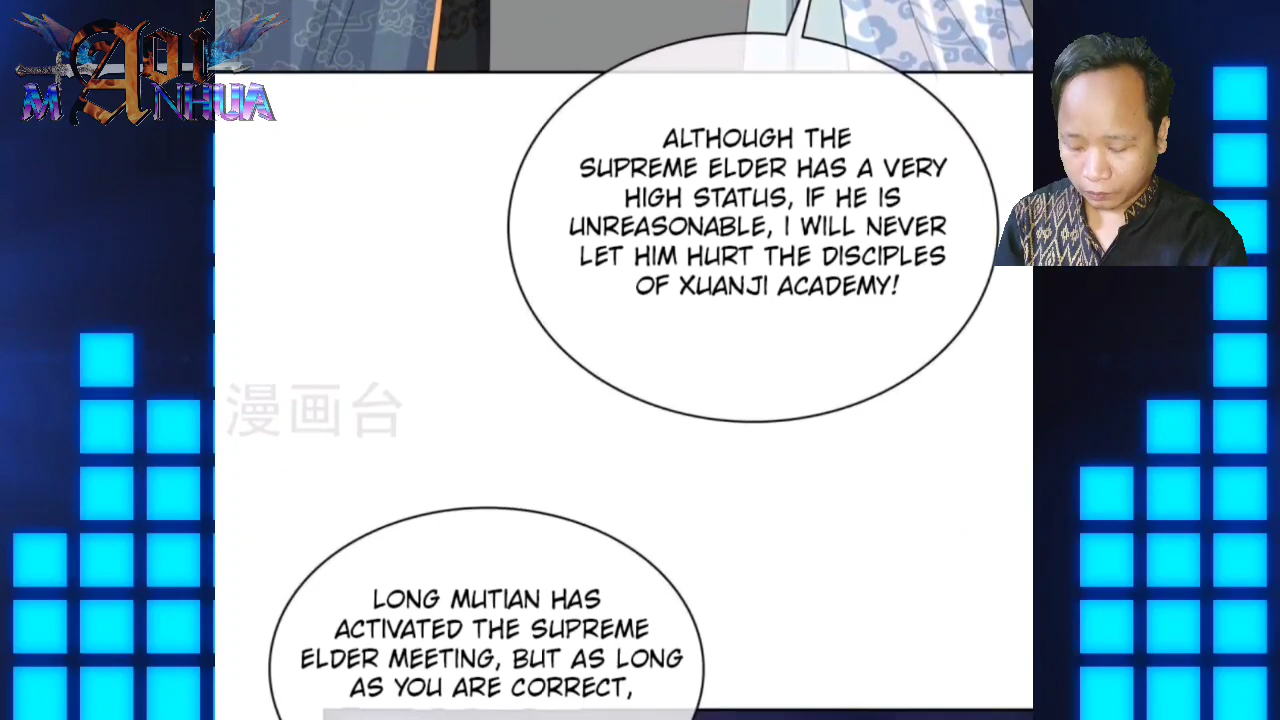 Aoi
MANHUA
ALTHOUGH THE
SUPREME ELDER HAS A VERY
HIGH STATUS, IF HE IS
UNREASONABLE, I WILL NEVER
LET HIM HURT THE DISCIPLES
OF XUANJI ACADEMY!
漫画台
LONG MUTIAN HAS
ACTIVATED THE SUPREME
ELDER MEETING, BUT AS LONG
AS YOU ARE CORRECT,